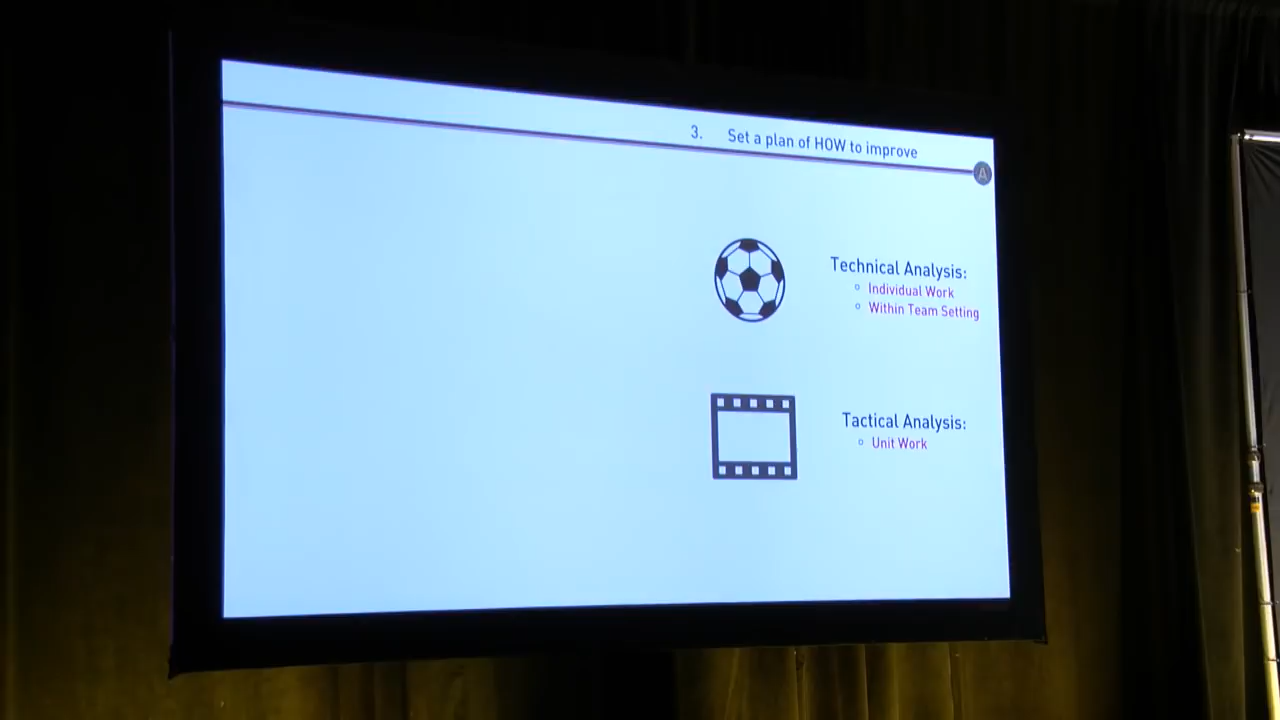 3. Set a plan of HOW to improve
A
Technical Analysis:
Individual Work
Within Team Setting
Tactical Analysis:
Unit Work